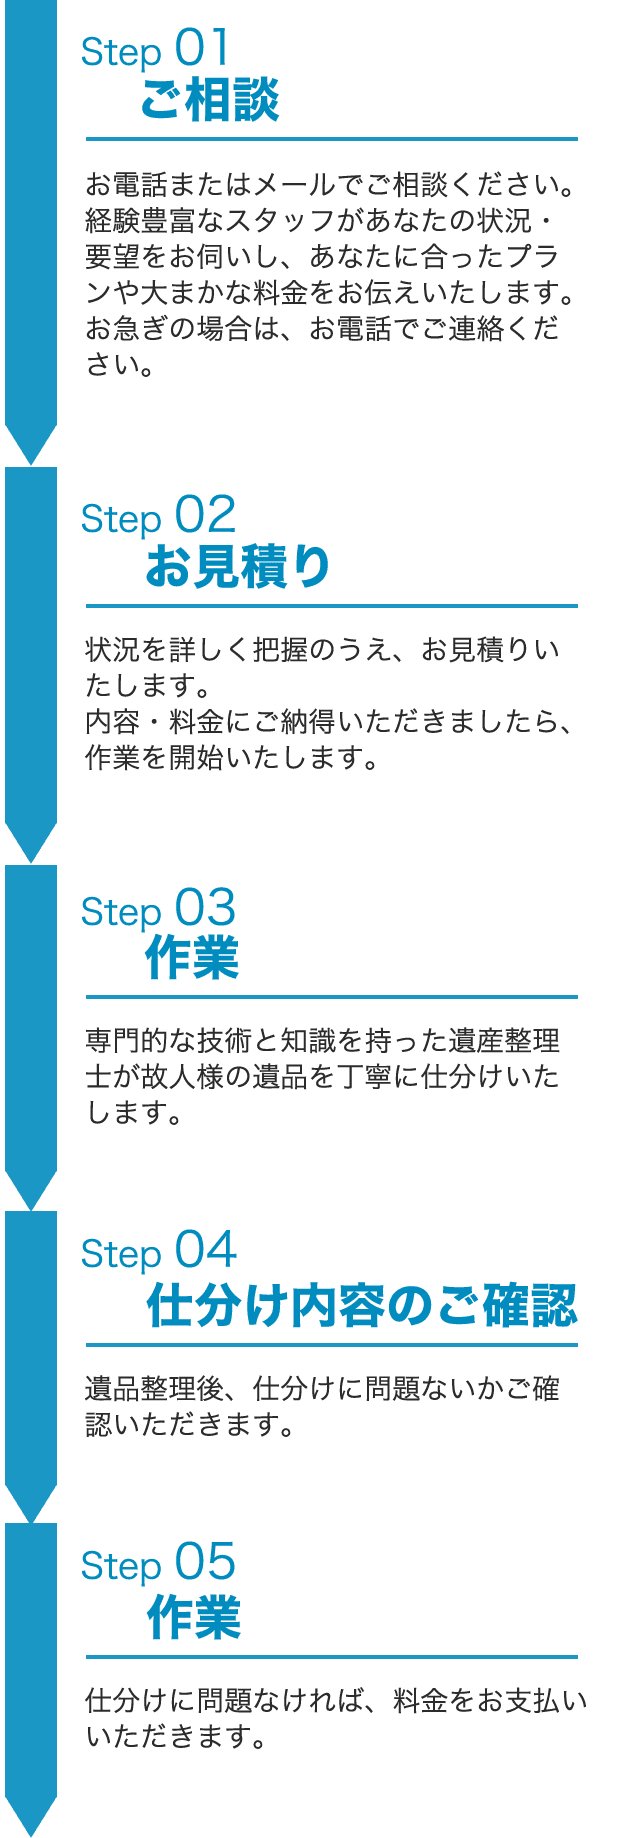 Step 01
ご相談
お電話またはメールでご相談ください。
経験豊富なスタッフがあなたの状況・
要望をお伺いし、あなたに合ったプラ
ンや大まかな料金をお伝えいたします。
お急ぎの場合は、お電話でご連絡くだ
さい。
Step 02
お見積り
状況を詳しく把握のうえ、お見積りい
たします。
内容・料金にご納得いただきましたら、
作業を開始いたします。
Step 03
作業
専門的な技術と知識を持った遺産整理
士が故人様の遺品を丁寧に仕分けいた
します。
Step 04
仕分け内容のご確認
遺品整理後、仕分けに問題ないかご確
認いただきます。
Step 05
作業
仕分けに問題なければ、料金をお支払い
いただきます。